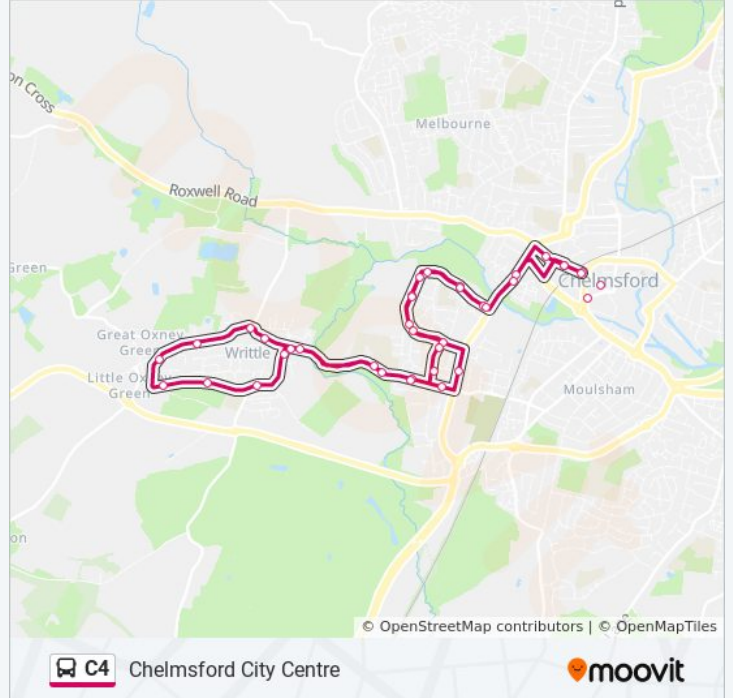 on Cross
Melbourne
Roxwell Road
Chelmsford
Green
Great Oxney
Green
Writtle
Little Oxney
Green
Moulsham
on
© OpenStreetMap contributors | © OpenMapTiles
C4 Chelmsford City Centre
moovit